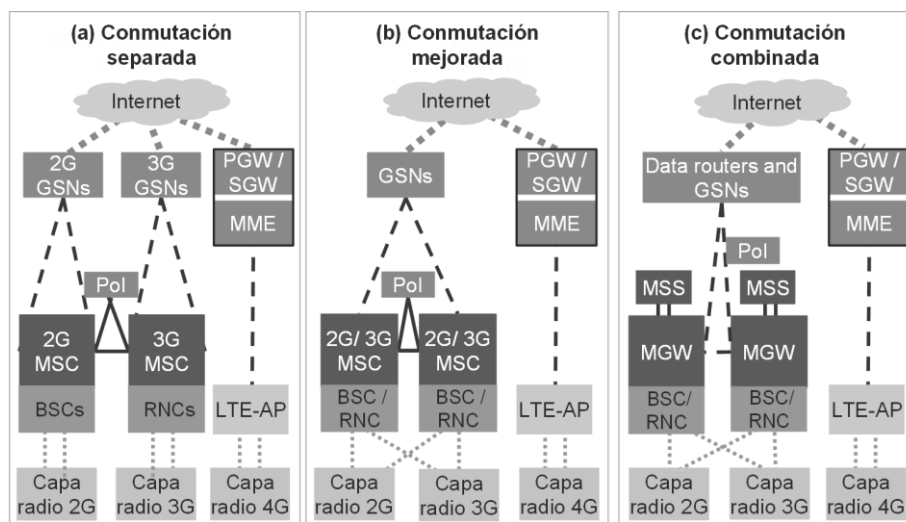 (a) Conmutación
separada
Internet
2G
GSNs
3G
GSNs
PGW /
SGW
MME
PoI
2G
MSC
3G
MSC
BSCs
RNCs
LTE-AP
Capa
radio 2G
Capa
radio 3G
Capa
radio 4G
(b) Conmutación
mejorada
Internet
GSNs
PGW /
SGW
MME
PoI
2G/ 3G
MSC
2G/ 3G
MSC
BSC /
RNC
BSC /
RNC
LTE-AP
Capa
radio 2G
Capa
radio 3G
Capa
radio 4G
(c) Conmutación
combinada
Internet
Data routers and
GSNs
PGW /
SGW
MME
PoI
MSS
MSS
MGW
MGW
BSC/
RNC
BSC/
RNC
LTE-AP
Capa
radio 2G
Capa
radio 3G
Capa
radio 4G